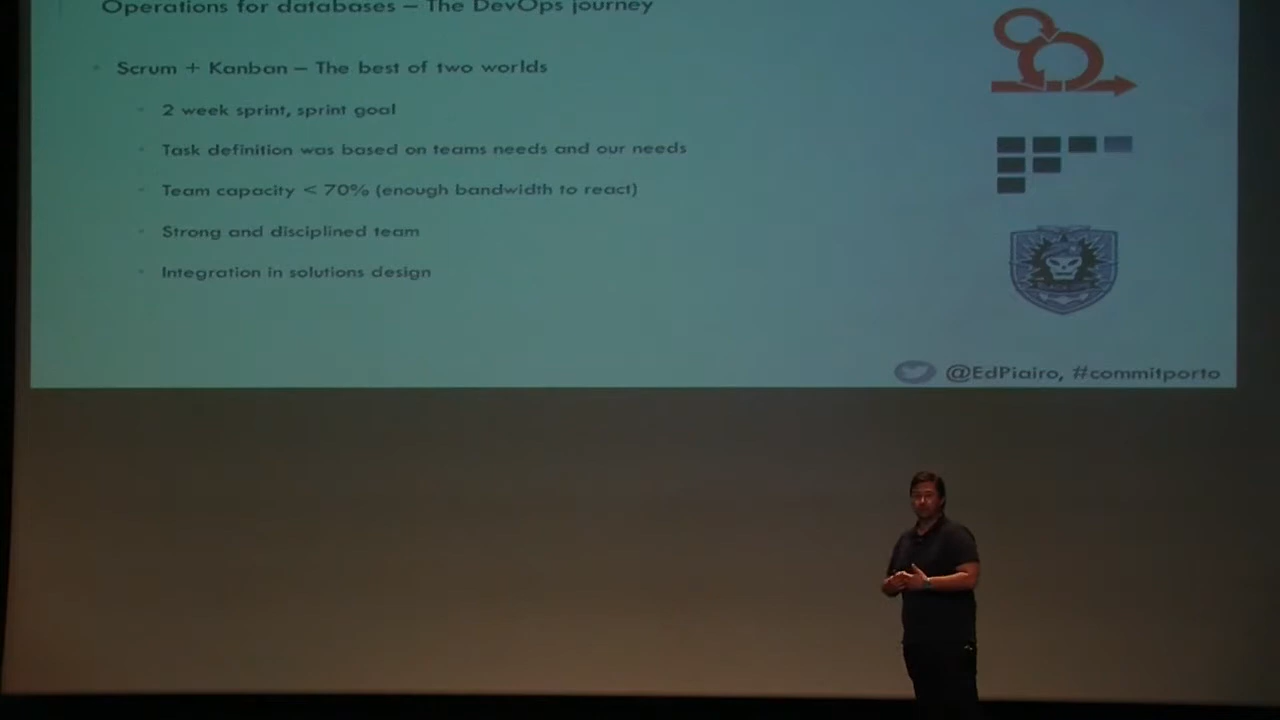 Operations for databases – The DevOps journey
Scrum + Kanban – The best of two worlds
2 week sprint, sprint goal
Task definition was based on teams needs and our needs
Team capacity < 70% (enough bandwidth to react)
Strong and disciplined team
Integration in solutions design
@EdPiairo, #commitporto